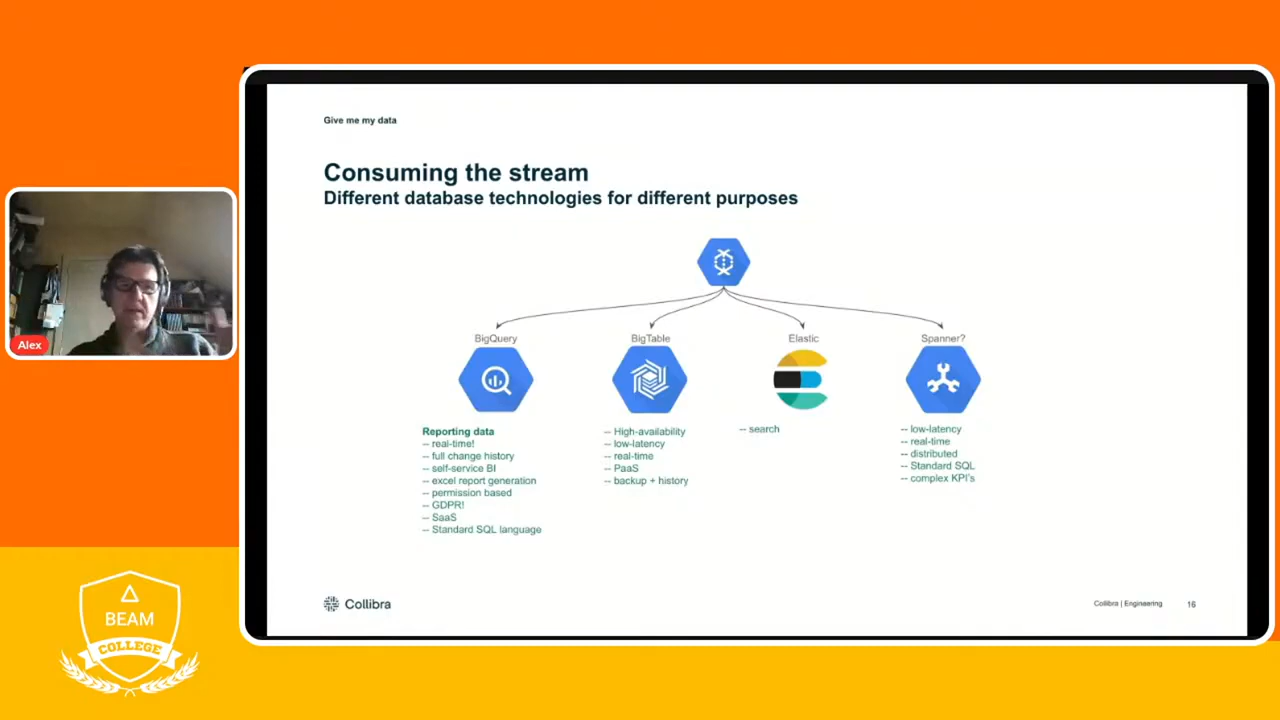 Give me my data
Consuming the stream
Different database technologies for different purposes
BigQuery
BigTable
Elastic
Spanner?
Reporting data
-- real-time!
-- full change history
-- self-service BI
-- excel report generation
-- permission based
-- GDPR!
-- SaaS
-- Standard SQL language
-- High-availability
-- low-latency
-- real-time
-- PaaS
-- backup + history
-- search
-- low-latency
-- real-time
-- distributed
-- Standard SQL
-- complex KPI's
Alex
BEAM
COLLEGE
Collibra
Collibra | Engineering
16